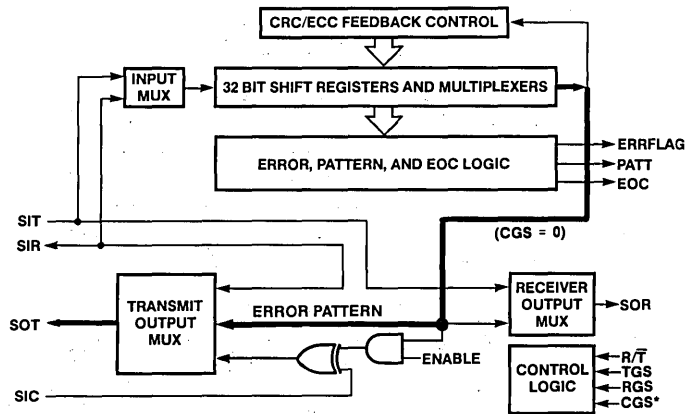 CRC/ECC FEEDBACK CONTROL
INPUT
MUX
32 BIT SHIFT REGISTERS AND MULTIPLEXERS
ERROR, PATTERN, AND EOC LOGIC
ERRFLAG
PATT
EOC
SIT
SIR
(CGS = 0)
TRANSMIT
OUTPUT
MUX
ERROR PATTERN
RECEIVER
OUTPUT
MUX
SOR
SOT
ENABLE
SIC
CONTROL
LOGIC
R/T̅
TGS
RGS
CGS*